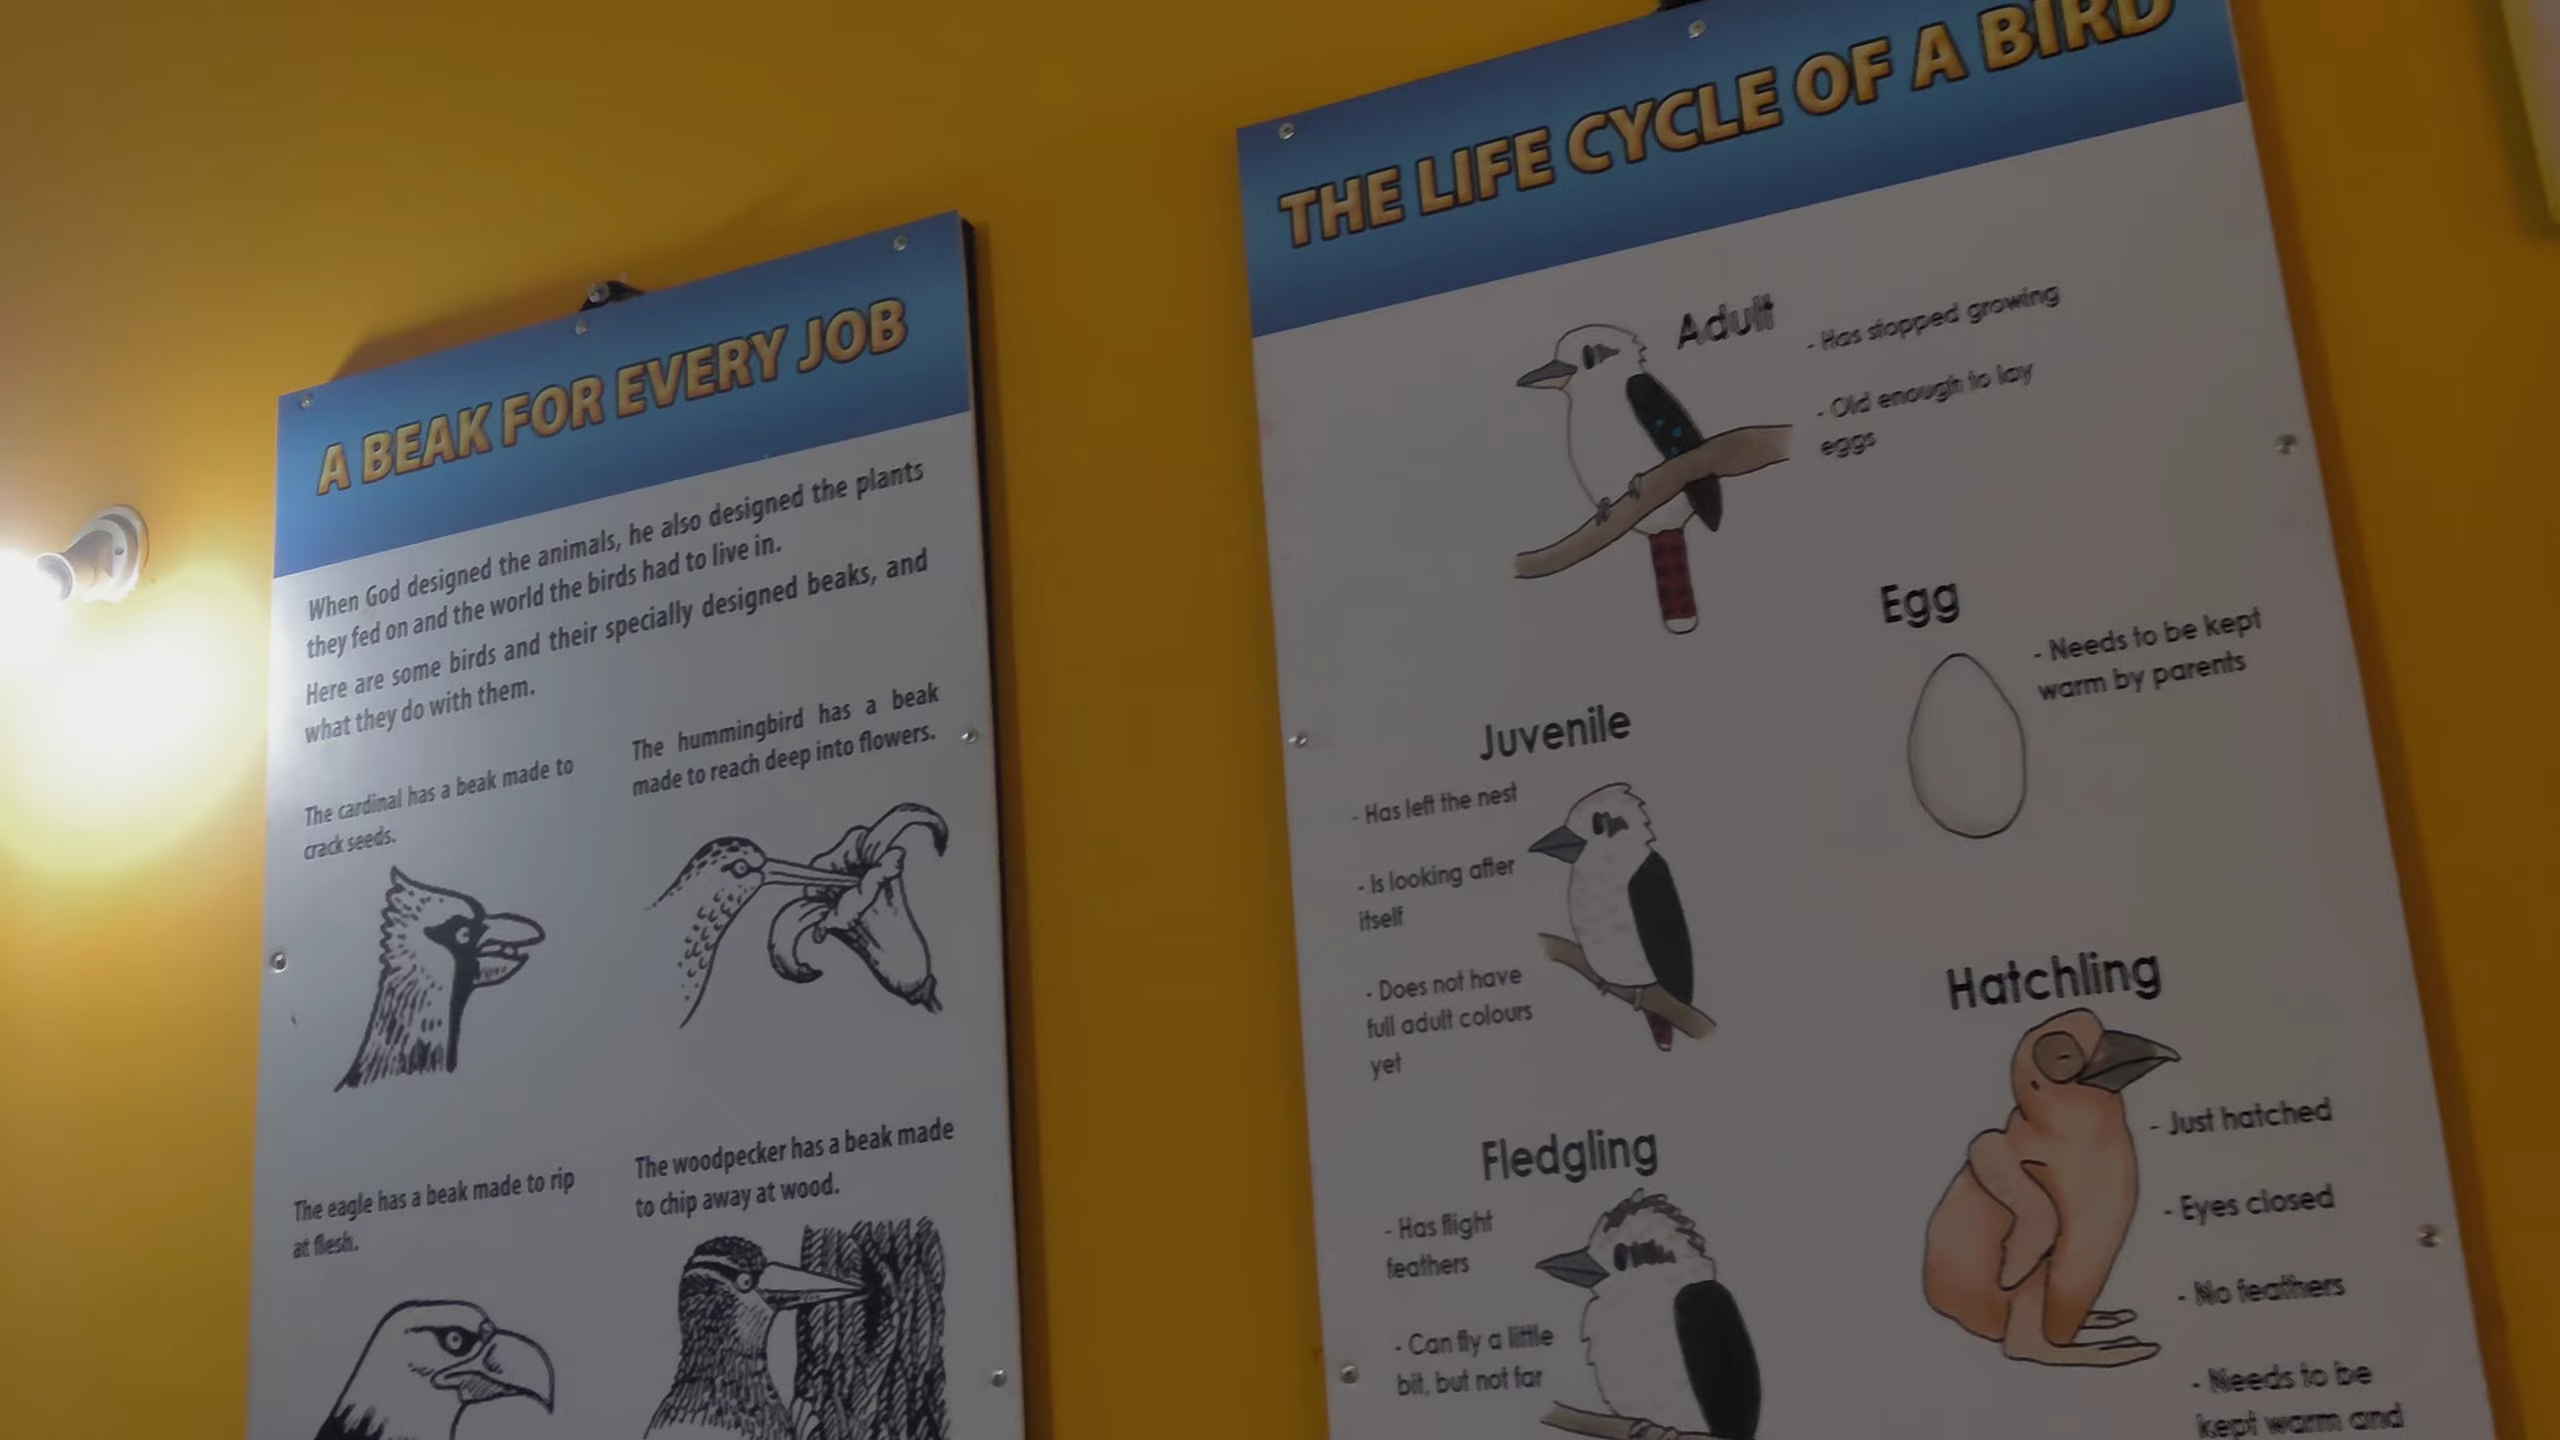 A BEAK FOR EVERY JOB
When God designed the animals, he also designed the plants
they fed on and the world the birds had to live in.
Here are some birds and their specially designed beaks, and
what they do with them.
The cardinal has a beak made to
crack seeds.
The hummingbird has a beak
made to reach deep into flowers.
The eagle has a beak made to rip
at flesh.
The woodpecker has a beak made
to chip away at wood.
THE LIFE CYCLE OF A BIRD
Adult
- Has stopped growing
- Old enough to lay
eggs
Egg
- Needs to be kept
warm by parents
Juvenile
- Has left the nest
- Is looking after
itself
- Does not have
full adult colours
yet
Hatchling
- Just hatched
- Eyes closed
- No feathers
- Needs to be
kept warm and
Fledgling
- Has flight
feathers
- Can fly a little
bit, but not far